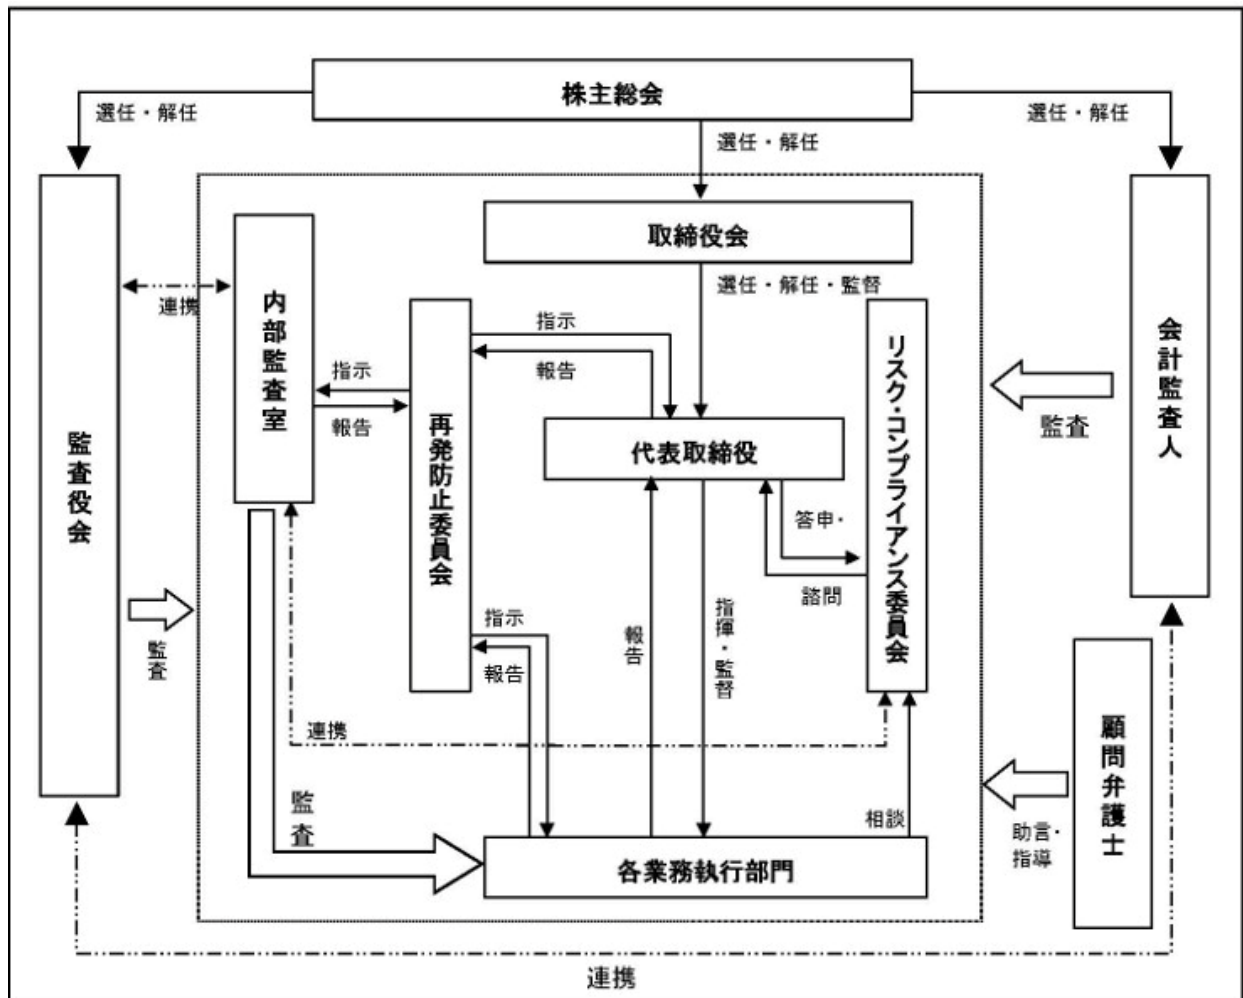 株主総会
選任・解任
選任・解任
選任・解任
取締役会
選任・解任・監督
内部監査室
連携
監査役会
再発防止委員会
指示
報告
指示
報告
代表取締役
リスク・コンプライアンス委員会
会計監査人
監査
答申・
諮問
指示
報告
報告
指揮・監督
監査
連携
監査
相談
各業務執行部門
顧問弁護士
助言・
指導
連携